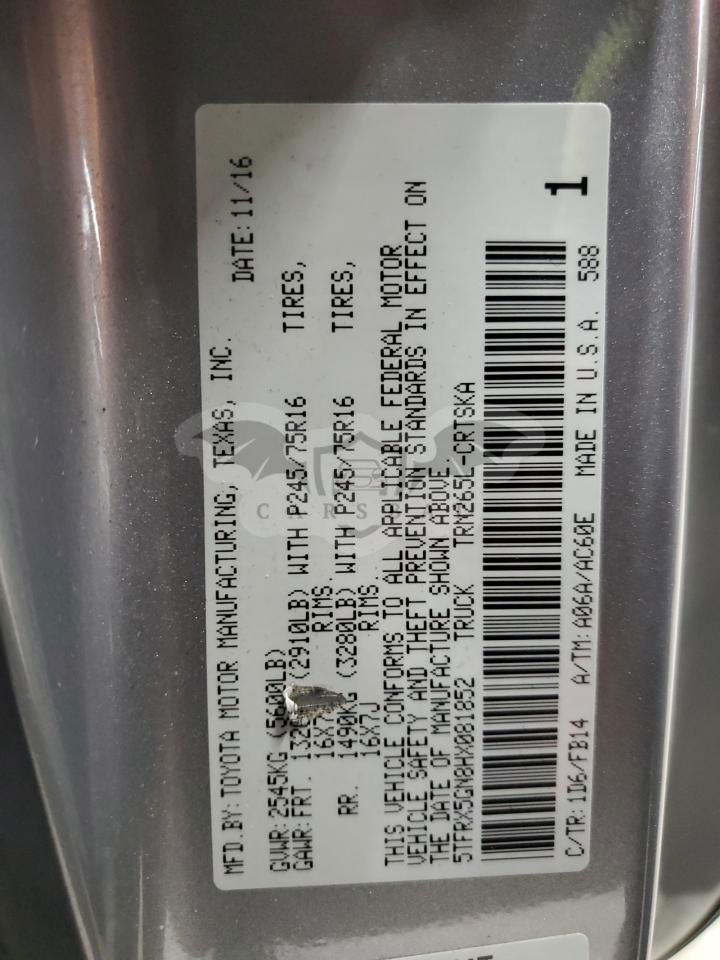 MFD.BY:TOYOTA MOTOR MANUFACTURING, TEXAS, INC. DATE:11/16
GVWR:2545KG (5600LB)
GAWR:FRT. (2910LB) WITH P245/75R16 TIRES,
RIMS.
RR. 1490KG (3280LB) WITH P245/75R16 TIRES,
16X7J RIMS.
THIS VEHICLE CONFORMS TO ALL APPLICABLE FEDERAL MOTOR
VEHICLE SAFETY AND THEFT PREVENTION STANDARDS IN EFFECT ON
THE DATE OF MANUFACTURE SHOWN ABOVE.
5TFRX5GN8HX081852 TRUCK TRN265L-CRTSKA
1
C/TR:1D6/FB14 A/TM:A06A/AC60E MADE IN U.S.A. 588